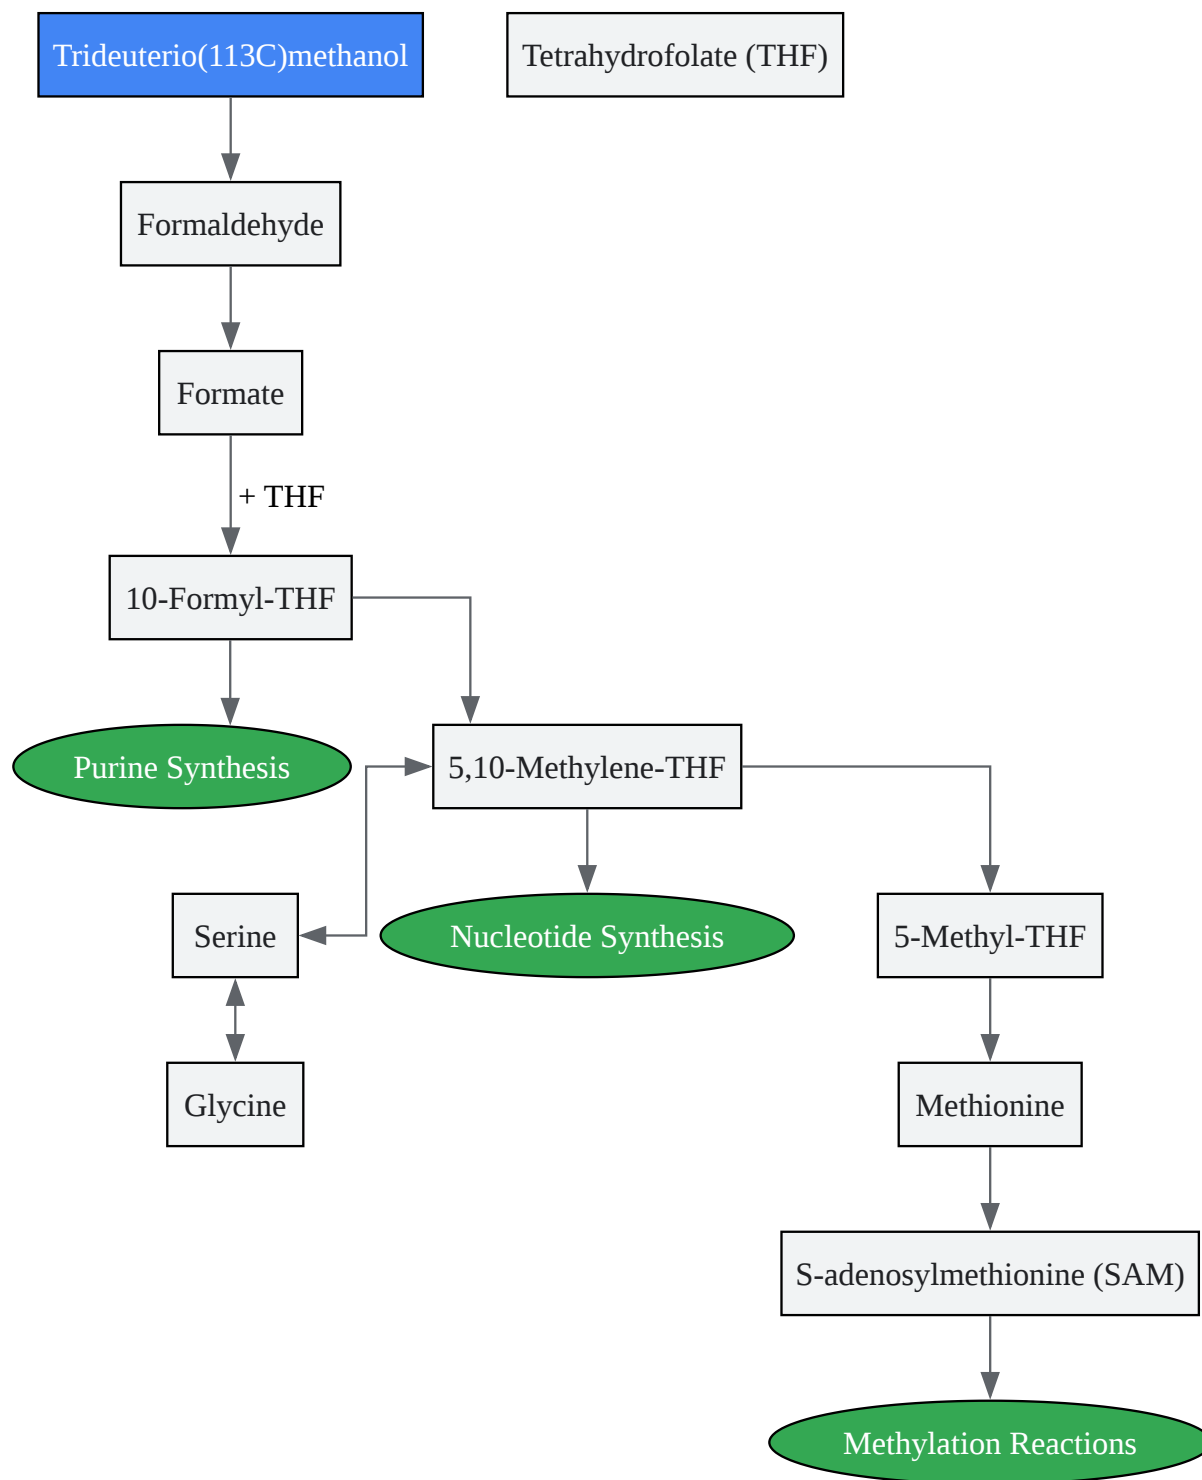 Trideuterio(113C)methanol
Tetrahydrofolate (THF)
Formaldehyde
Formate
+ THF
10-Formyl-THF
Purine Synthesis
5,10-Methylene-THF
Serine
Nucleotide Synthesis
5-Methyl-THF
Glycine
Methionine
S-adenosylmethionine (SAM)
Methylation Reactions